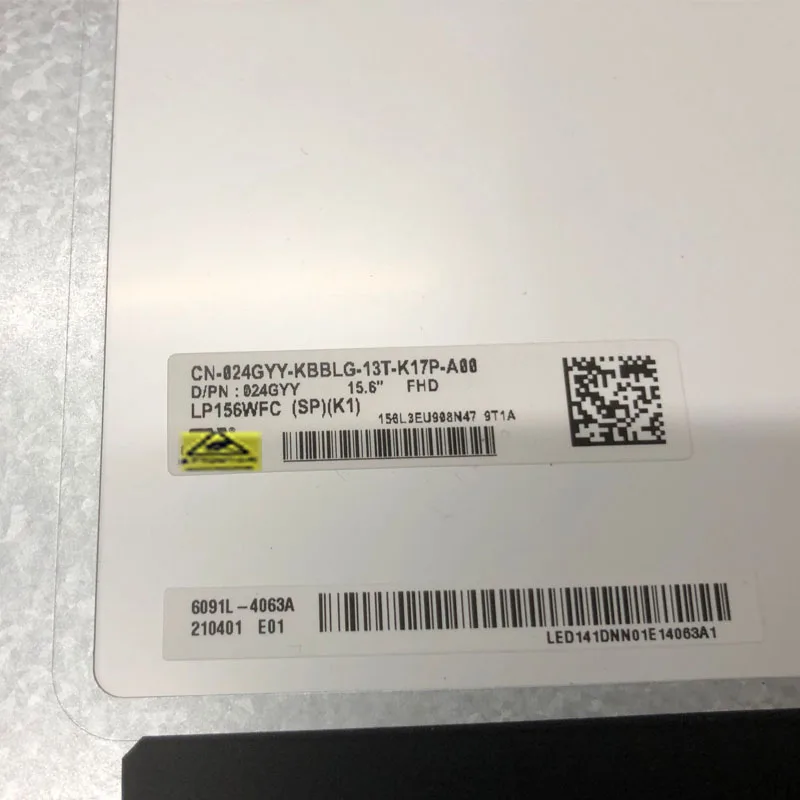 CN-024GYY-KBBLG-13T-K17P-A00
D/PN : 024GYY 15.6" FHD
LP156WFC (SP)(K1)
156L3EU908N47 9T1A
6091L-4063A
210401 E01
LED141DNN01E14063A1